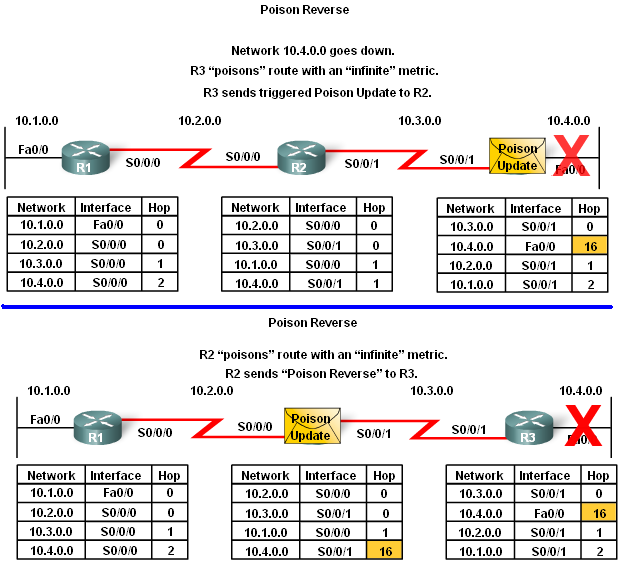 Poison Reverse
Network 10.4.0.0 goes down.
R3 “poisons” route with an “infinite” metric.
R3 sends triggered Poison Update to R2.
10.1.0.0 10.2.0.0 10.3.0.0 10.4.0.0
Fa0/0 R1 S0/0/0 S0/0/0 R2 S0/0/1 S0/0/1 Poison Update Fa0/0
Network Interface Hop Network Interface Hop Network Interface Hop
10.1.0.0 Fa0/0 0 10.2.0.0 S0/0/0 0 10.3.0.0 S0/0/1 0
10.2.0.0 S0/0/0 0 10.3.0.0 S0/0/1 0 10.4.0.0 Fa0/0 16
10.3.0.0 S0/0/0 1 10.1.0.0 S0/0/0 1 10.2.0.0 S0/0/1 1
10.4.0.0 S0/0/0 2 10.4.0.0 S0/0/1 1 10.1.0.0 S0/0/1 2
Poison Reverse
R2 “poisons” route with an “infinite” metric.
R2 sends “Poison Reverse” to R3.
10.1.0.0 10.2.0.0 10.3.0.0 10.4.0.0
Fa0/0 R1 S0/0/0 S0/0/0 Poison Update S0/0/1 S0/0/1 R3
Network Interface Hop Network Interface Hop Network Interface Hop
10.1.0.0 Fa0/0 0 10.2.0.0 S0/0/0 0 10.3.0.0 S0/0/1 0
10.2.0.0 S0/0/0 0 10.3.0.0 S0/0/1 0 10.4.0.0 Fa0/0 16
10.3.0.0 S0/0/0 1 10.1.0.0 S0/0/0 1 10.2.0.0 S0/0/1 1
10.4.0.0 S0/0/0 2 10.4.0.0 S0/0/1 16 10.1.0.0 S0/0/1 2